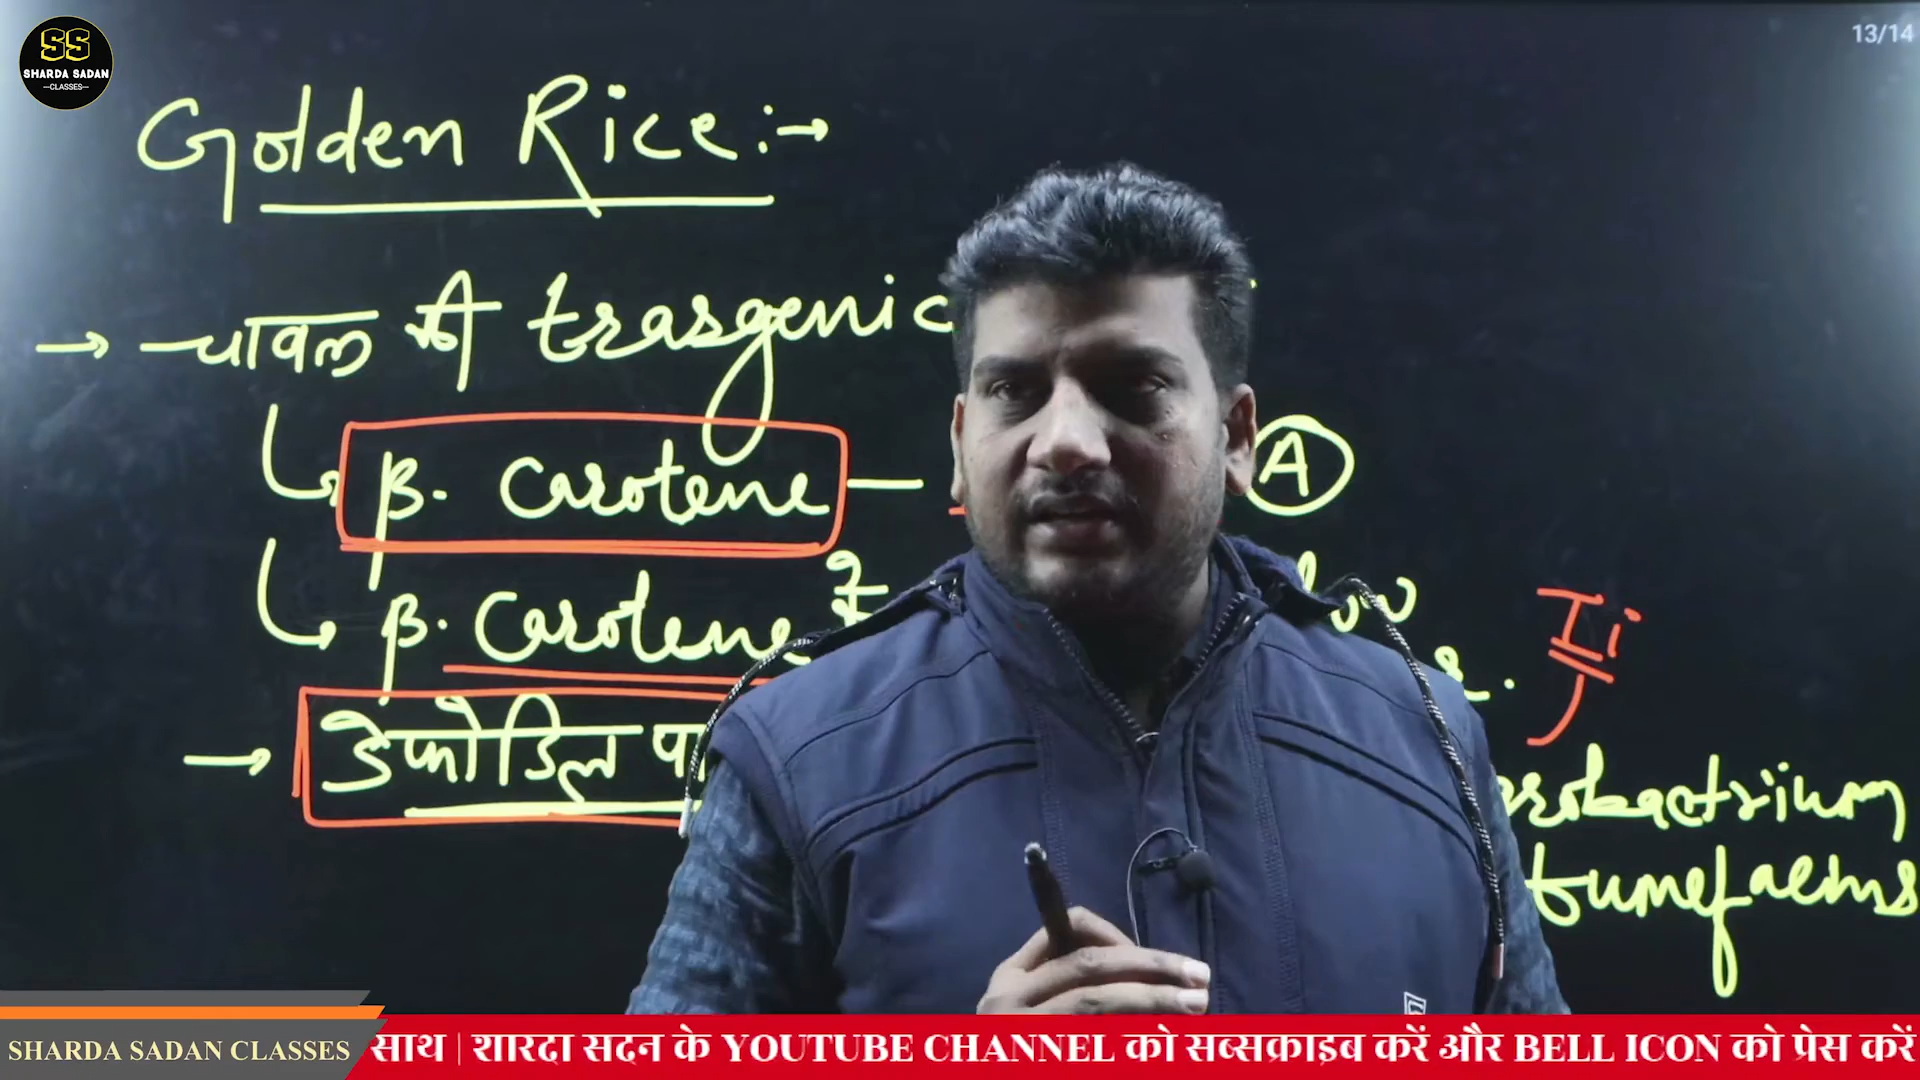 SS
SHARDA SADAN
CLASSES
13/14
Golden Rice:→
→ चावल की trasgenic
β. Carotene — A
β. Carotene
Ti
→ डेफोडिल
tumefaciens
SHARDA SADAN CLASSES
साथ | शारदा सदन के YOUTUBE CHANNEL को सब्सक्राइब करें और BELL ICON को प्रेस करें